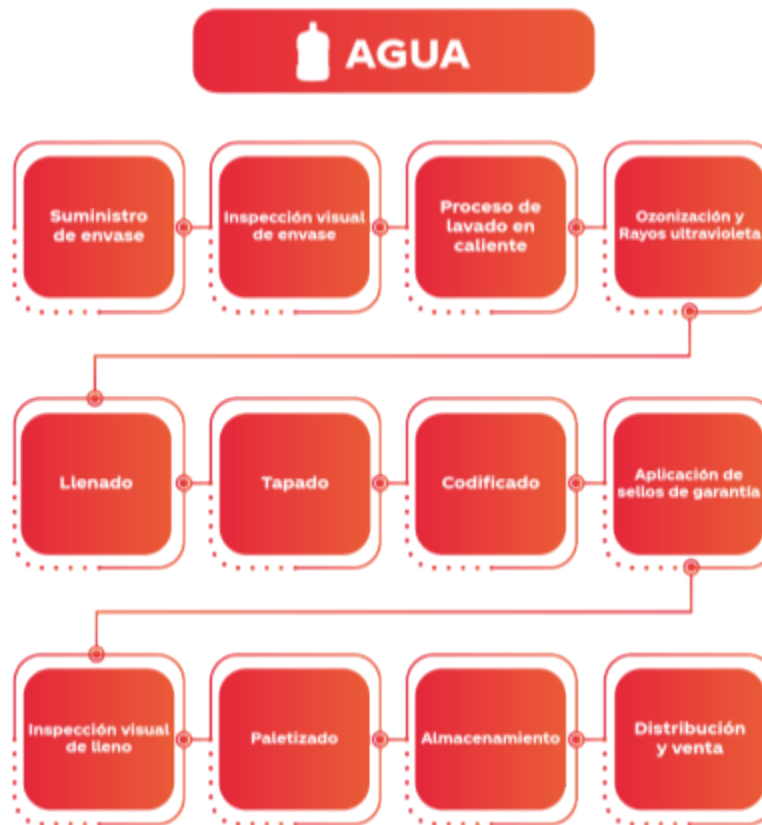 AGUA
Suministro
de envase
Inspección visual
de envase
Proceso de
lavado en
caliente
Ozonización y
Rayos ultravioleta
Llenado
Tapado
Codificado
Aplicación de
sellos de garantía
Inspección visual
de lleno
Paletizado
Almacenamiento
Distribución
y venta